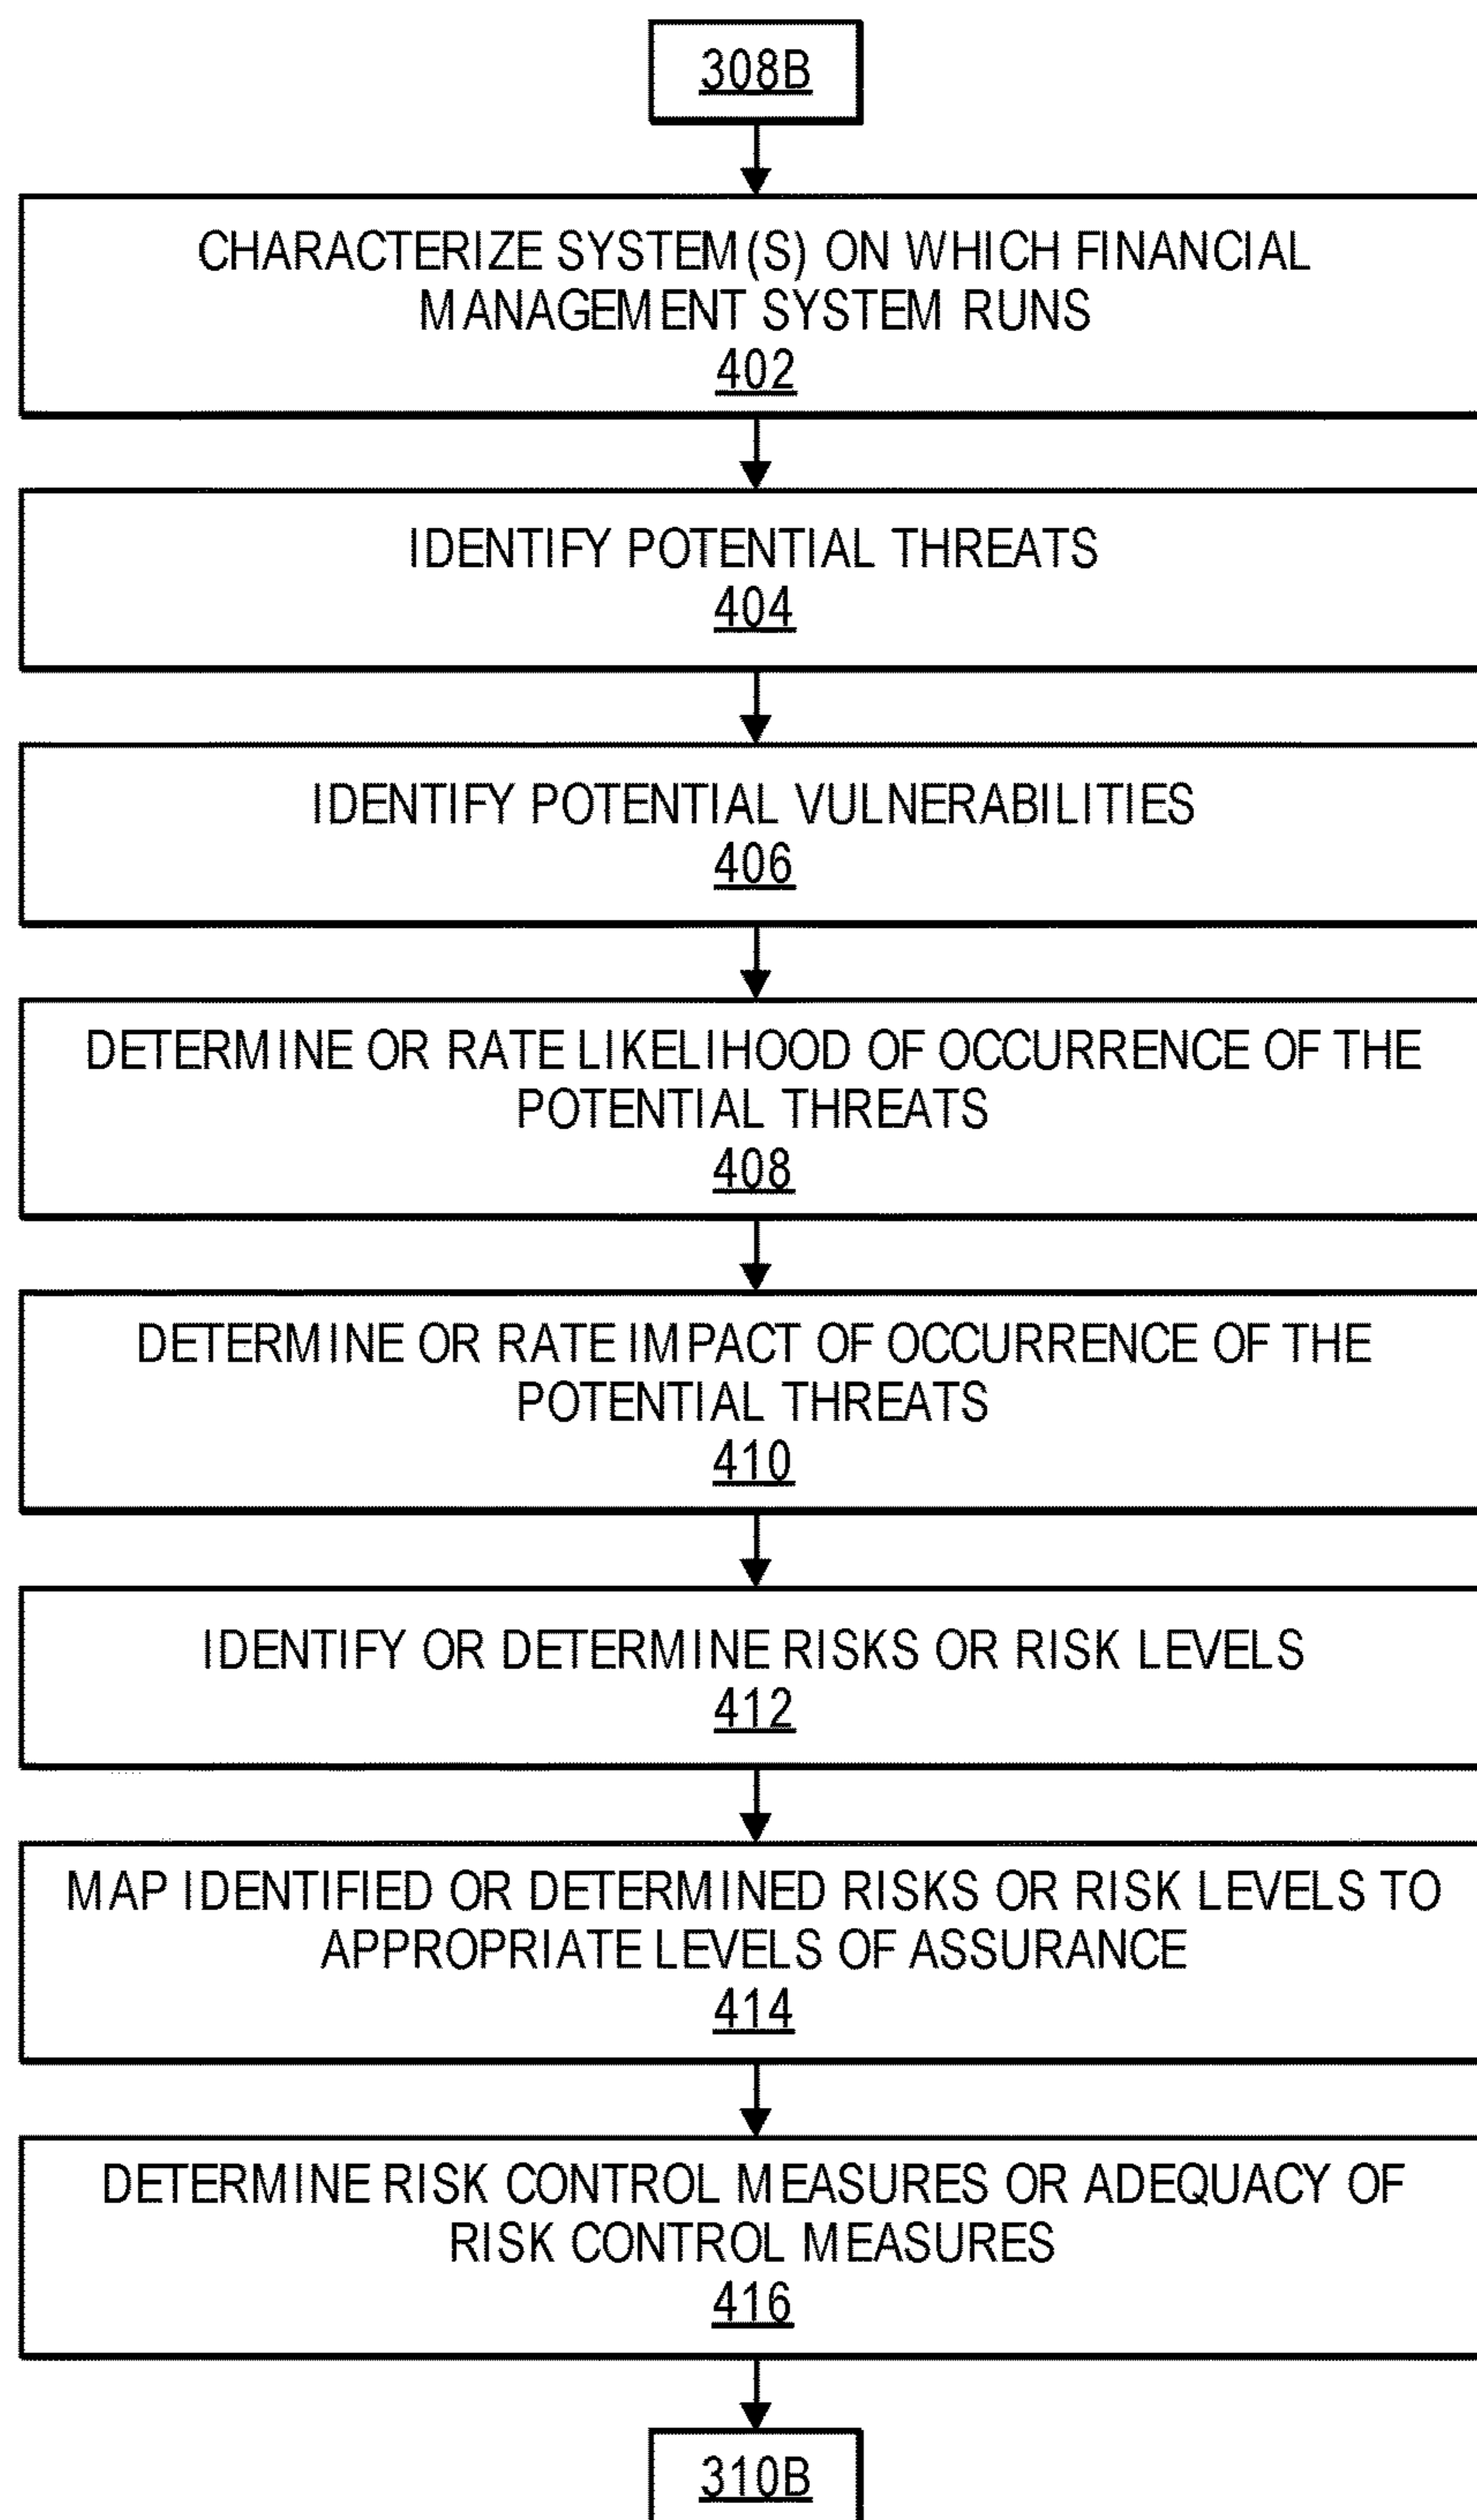 308B
CHARACTERIZE SYSTEM(S) ON WHICH FINANCIAL
MANAGEMENT SYSTEM RUNS
402
IDENTIFY POTENTIAL THREATS
404
IDENTIFY POTENTIAL VULNERABILITIES
406
DETERMINE OR RATE LIKELIHOOD OF OCCURRENCE OF THE
POTENTIAL THREATS
408
DETERMINE OR RATE IMPACT OF OCCURRENCE OF THE
POTENTIAL THREATS
410
IDENTIFY OR DETERMINE RISKS OR RISK LEVELS
412
MAP IDENTIFIED OR DETERMINED RISKS OR RISK LEVELS TO
APPROPRIATE LEVELS OF ASSURANCE
414
DETERMINE RISK CONTROL MEASURES OR ADEQUACY OF
RISK CONTROL MEASURES
416
310B